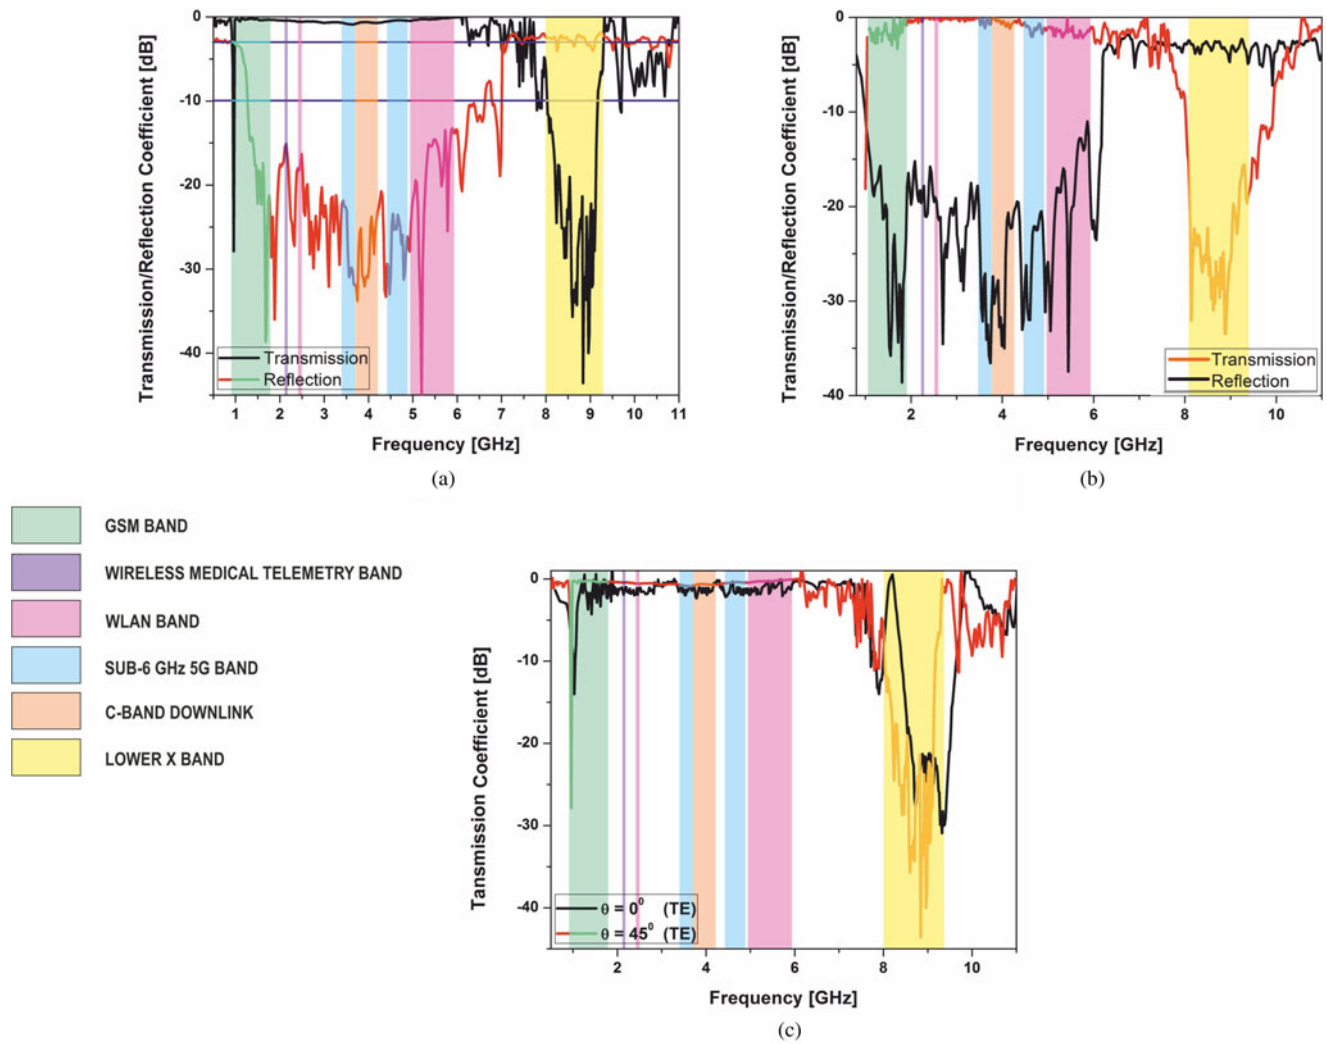 Transmission/Reflection Coefficient [dB]
0
-10
-20
-30
-40
Transmission
Reflection
1 2 3 4 5 6 7 8 9 10 11
Frequency [GHz]
(a)
Transmission/Reflection Coefficient [dB]
0
-10
-20
-30
-40
Transmission
Reflection
2 4 6 8 10
Frequency [GHz]
(b)
GSM BAND
WIRELESS MEDICAL TELEMETRY BAND
WLAN BAND
SUB-6 GHz 5G BAND
C-BAND DOWNLINK
LOWER X BAND
Tansmission Coefficient [dB]
0
-10
-20
-30
-40
θ = 0⁰ (TE)
θ = 45⁰ (TE)
2 4 6 8 10
Frequency [GHz]
(c)